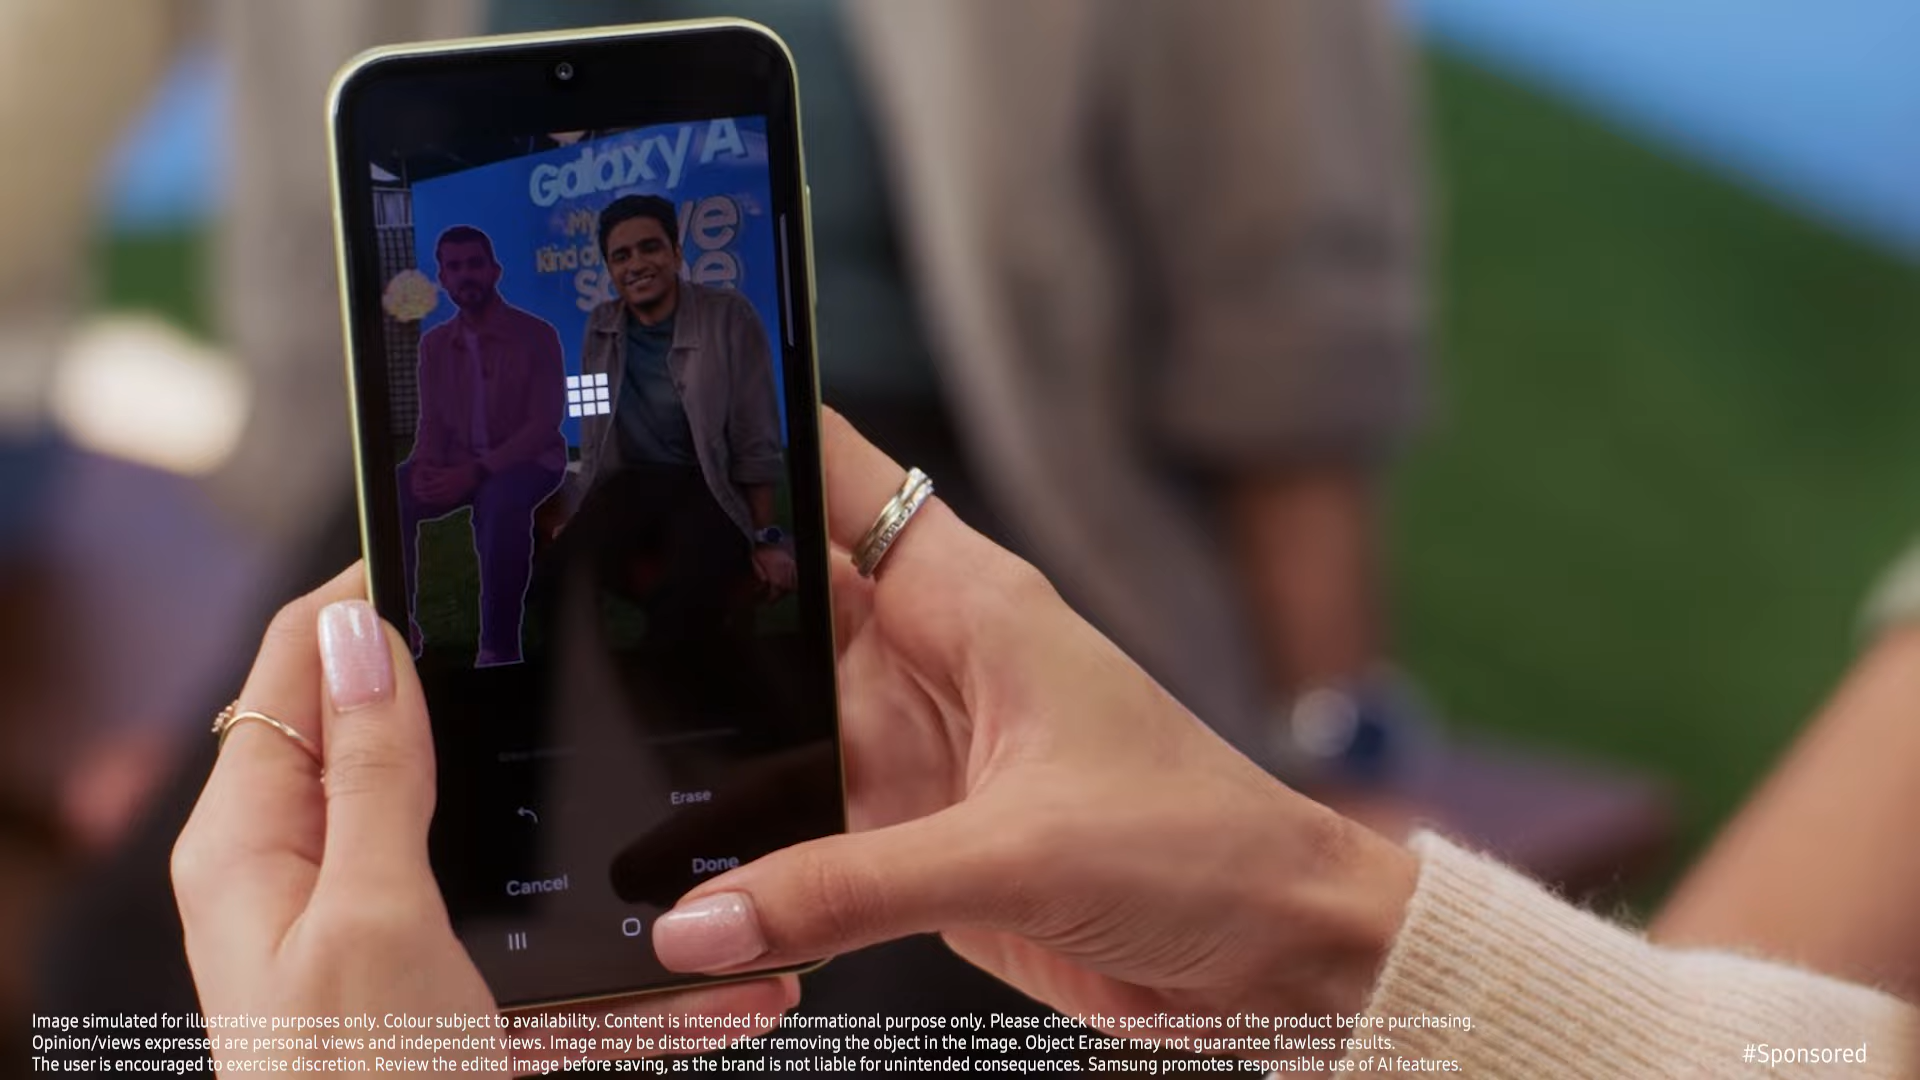 Galaxy A
My
Kind of
Erase
Done
Cancel
Image simulated for illustrative purposes only. Colour subject to availability. Content is intended for informational purpose only. Please check the specifications of the product before purchasing.
Opinion/views expressed are personal views and independent views. Image may be distorted after removing the object in the Image. Object Eraser may not guarantee flawless results.
The user is encouraged to exercise discretion. Review the edited image before saving, as the brand is not liable for unintended consequences. Samsung promotes responsible use of AI features.
#Sponsored